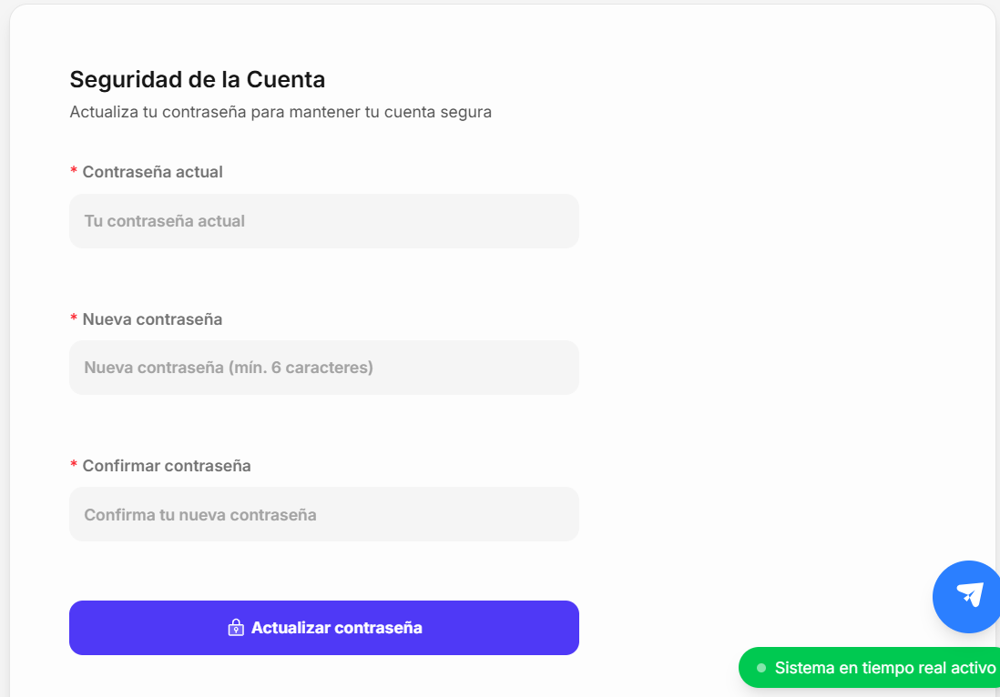 Seguridad de la Cuenta
Actualiza tu contraseña para mantener tu cuenta segura
* Contraseña actual
Tu contraseña actual
* Nueva contraseña
Nueva contraseña (mín. 6 caracteres)
* Confirmar contraseña
Confirma tu nueva contraseña
Actualizar contraseña
Sistema en tiempo real activo